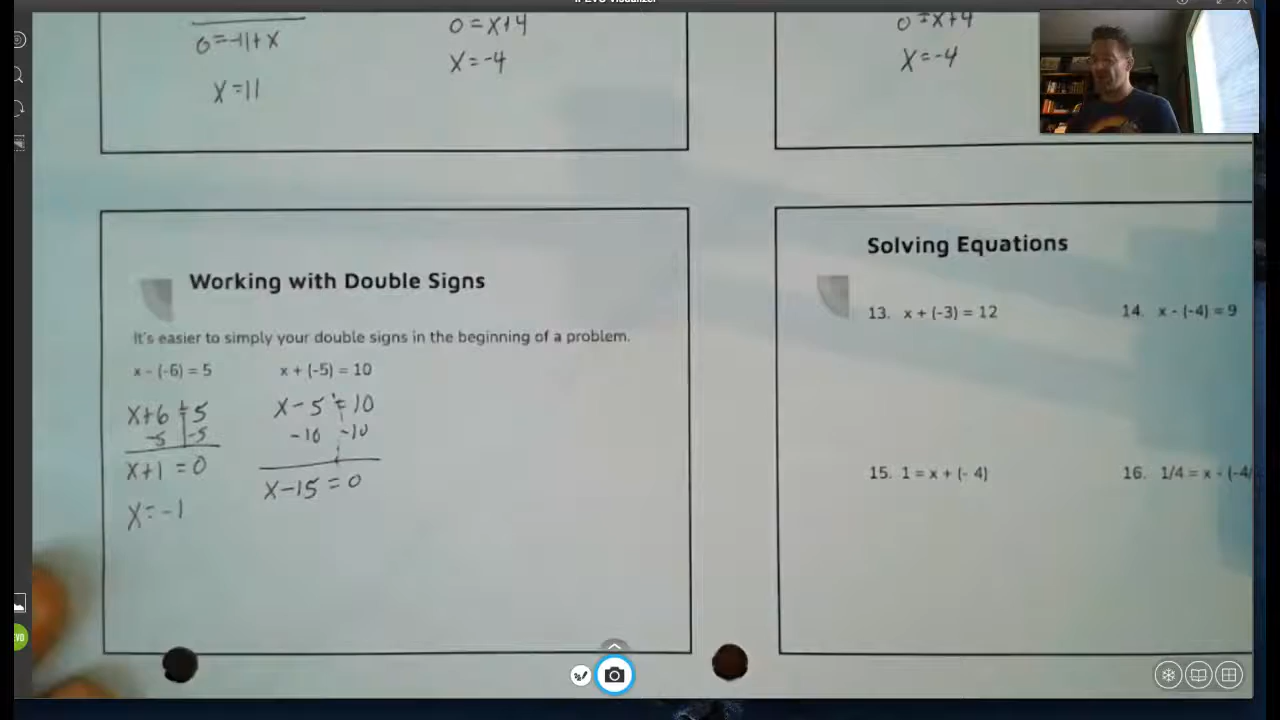 0 = -11 + x
x = 11
0 = x + 4
x = -4
0 = x + 4
x = -4
Working with Double Signs
It's easier to simply your double signs in the beginning of a problem.
x - (-6) = 5
x + 6 = 5
-5 -5
x + 1 = 0
x = -1
x + (-5) = 10
x - 5 = 10
-10 -10
x - 15 = 0
Solving Equations
13. x + (-3) = 12
14. x - (-4) = 9
15. 1 = x + (- 4)
16. 1/4 = x - (-4/